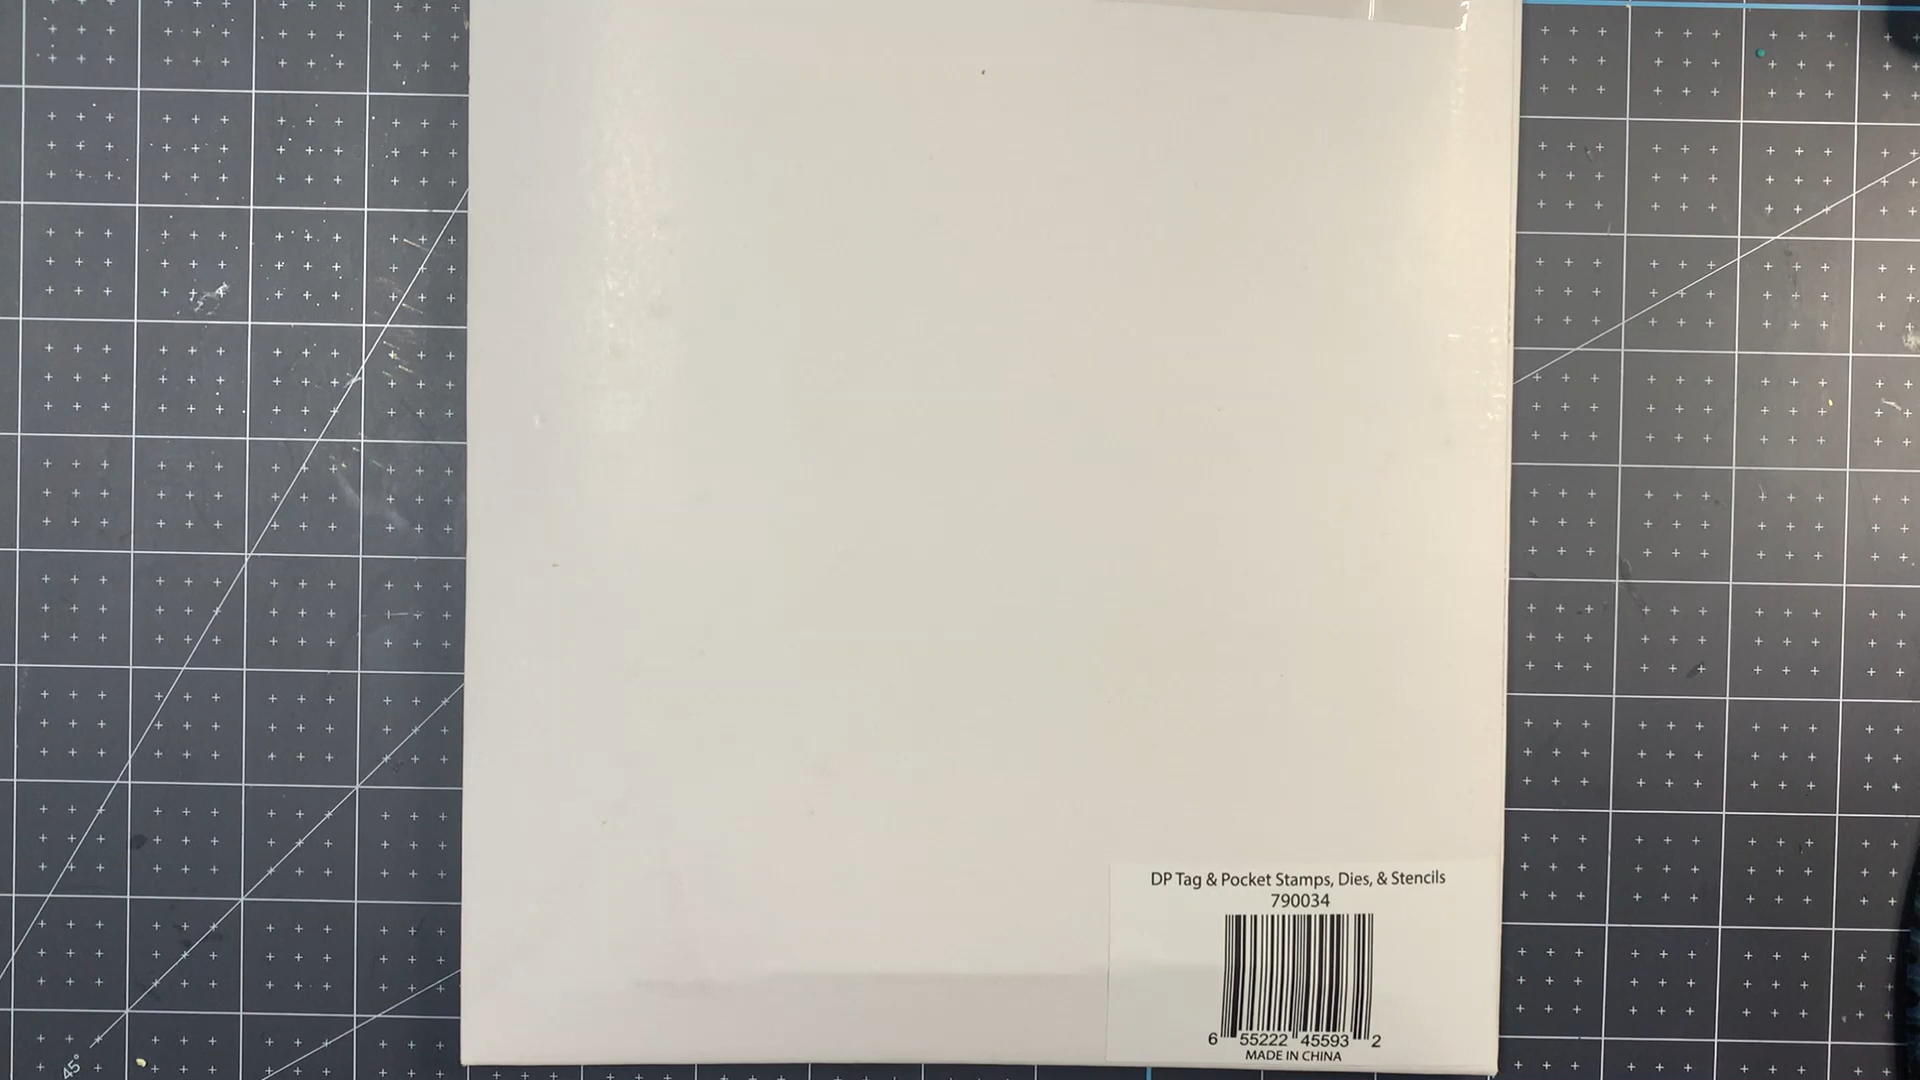 DP Tag & Pocket Stamps, Dies, & Stencils
790034
6 55222 45593 2
MADE IN CHINA
45°